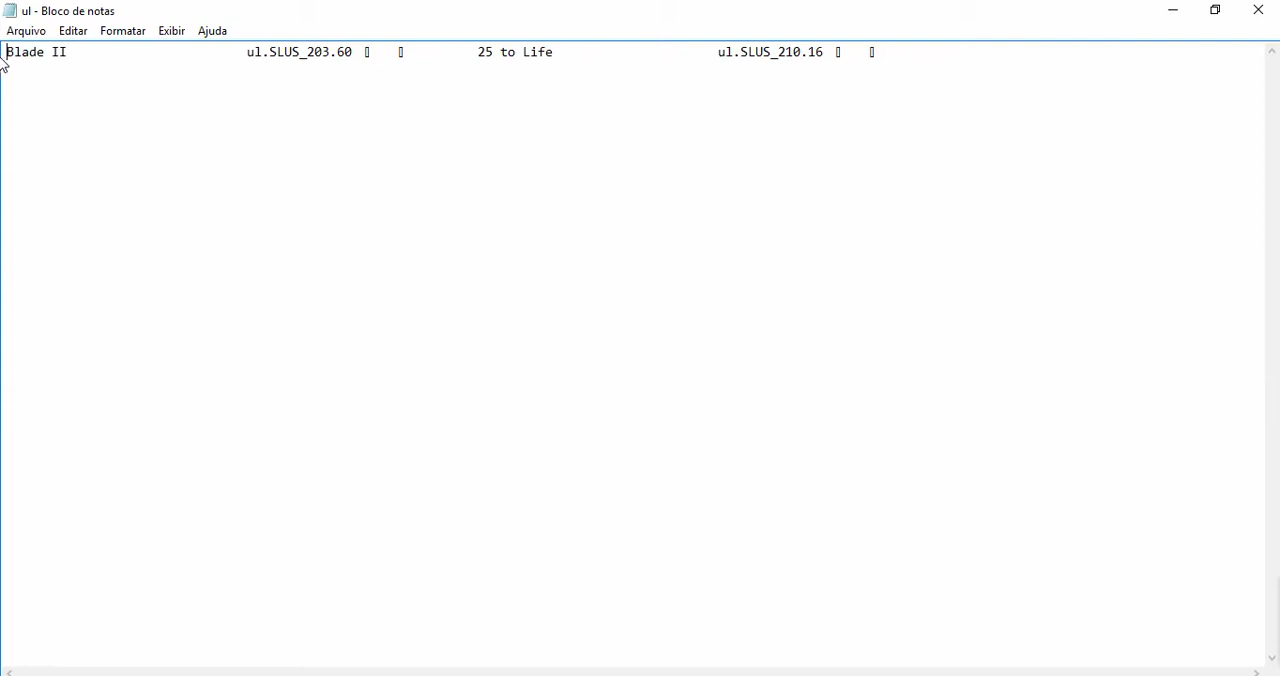 ul - Bloco de notas
Arquivo Editar Formatar Exibir Ajuda
Blade II ul.SLUS_203.60 ▯ ▯ 25 to Life ul.SLUS_210.16 ▯ ▯